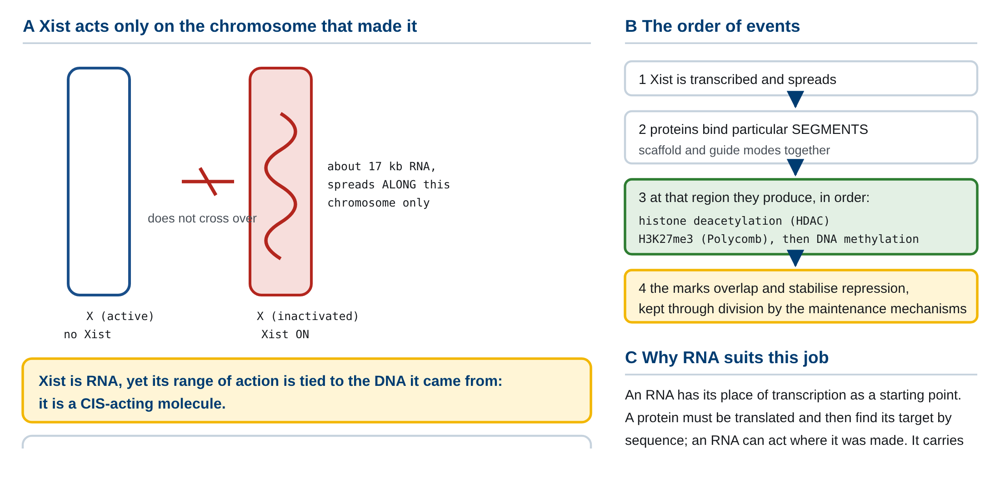 A Xist acts only on the chromosome that made it
about 17 kb RNA,
spreads ALONG this
chromosome only
does not cross over
X (active)
no Xist
X (inactivated)
Xist ON
Xist is RNA, yet its range of action is tied to the DNA it came from:
it is a CIS-acting molecule.
B The order of events
1 Xist is transcribed and spreads
2 proteins bind particular SEGMENTS
scaffold and guide modes together
3 at that region they produce, in order:
histone deacetylation (HDAC)
H3K27me3 (Polycomb), then DNA methylation
4 the marks overlap and stabilise repression,
kept through division by the maintenance mechanisms
C Why RNA suits this job
An RNA has its place of transcription as a starting point.
A protein must be translated and then find its target by
sequence; an RNA can act where it was made. It carries